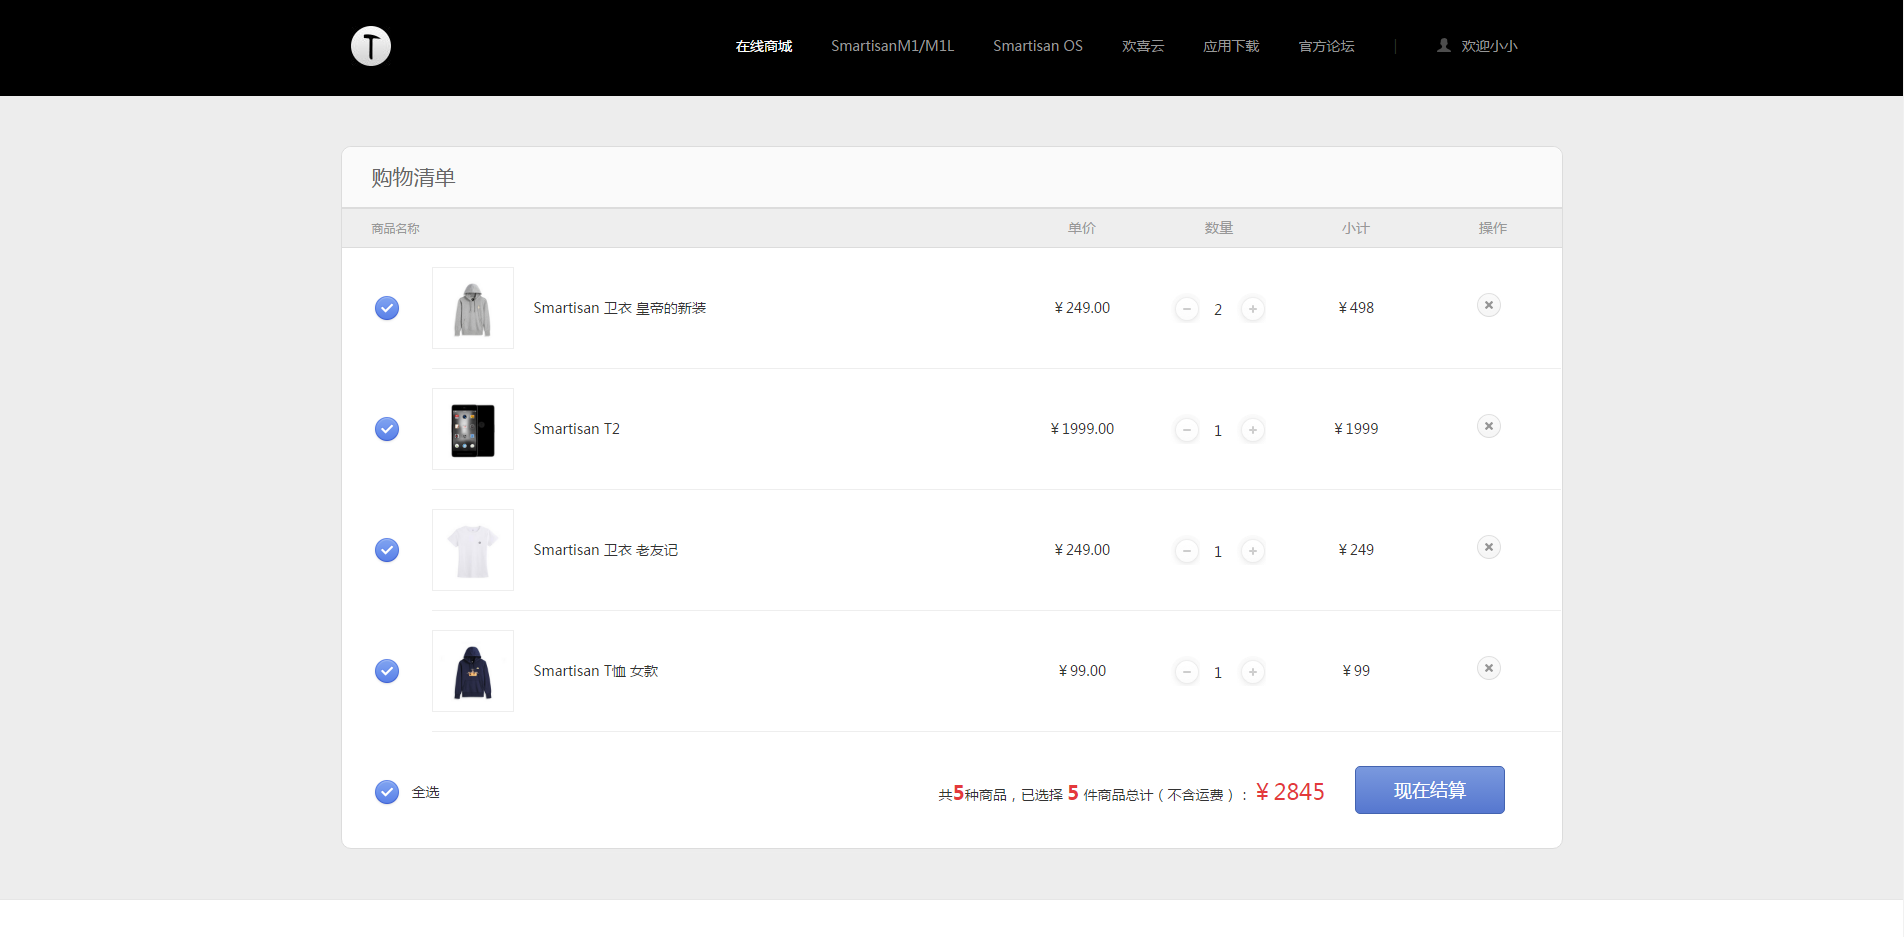 在线商城 SmartisanM1/M1L Smartisan OS 欢喜云 应用下载 官方论坛 欢迎小小
购物清单
商品名称 单价 数量 小计 操作
Smartisan 卫衣 皇帝的新装 ¥249.00 2 ¥498
Smartisan T2 ¥1999.00 1 ¥1999
Smartisan 卫衣 老友记 ¥249.00 1 ¥249
Smartisan T恤 女款 ¥99.00 1 ¥99
全选 共5种商品，已选择 5 件商品总计（不含运费）： ¥2845 现在结算